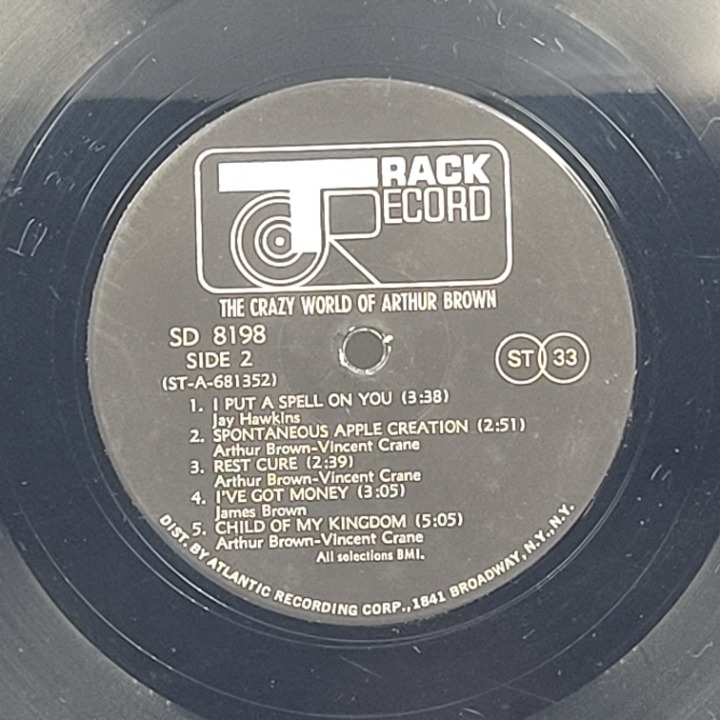 TRACK
RECORD
THE CRAZY WORLD OF ARTHUR BROWN
SD 8198
SIDE 2
(ST-A-681352)
ST 33
1. I PUT A SPELL ON YOU (3:38)
Jay Hawkins
2. SPONTANEOUS APPLE CREATION (2:51)
Arthur Brown-Vincent Crane
3. REST CURE (2:39)
Arthur Brown-Vincent Crane
4. I'VE GOT MONEY (3:05)
James Brown
5. CHILD OF MY KINGDOM (5:05)
Arthur Brown-Vincent Crane
All selections BMI.
DIST. BY ATLANTIC RECORDING CORP., 1841 BROADWAY, N.Y., N.Y.